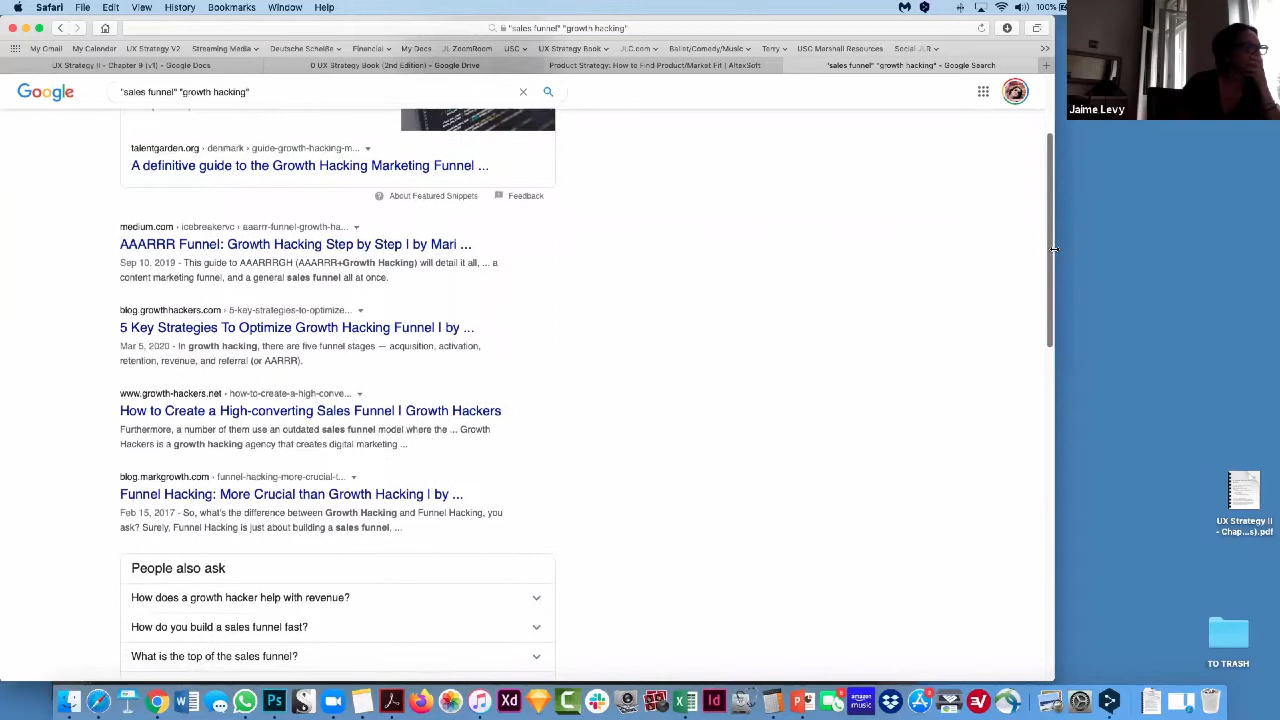 Safari File Edit View History Bookmarks Window Help 100%
"sales funnel" "growth hacking"
My Gmail My Calendar UX Strategy V2 Streaming Media Deutsche Scheiße Financial My Docs JL ZoomRoom USC UX Strategy Book JLC.com Balint/Comedy/Music Terry USC Marshall Resources Social JLR
UX Strategy II - Chapter 9 (v1) - Google Docs 0 UX Strategy Book (2nd Edition) - Google Drive Product Strategy: How to Find Product/Market Fit | AltexSoft "sales funnel" "growth hacking" - Google Search
Google "sales funnel" "growth hacking"
Jaime Levy
talentgarden.org › denmark › guide-growth-hacking-m...
A definitive guide to the Growth Hacking Marketing Funnel ...
About Featured Snippets Feedback
medium.com › icebreakervc › aaarrr-funnel-growth-ha...
AAARRR Funnel: Growth Hacking Step by Step | by Mari ...
Sep 10, 2019 - This guide to AAARRRGH (AAARRR+Growth Hacking) will detail it all, ... a
content marketing funnel, and a general sales funnel all at once.
blog.growthhackers.com › 5-key-strategies-to-optimize...
5 Key Strategies To Optimize Growth Hacking Funnel | by ...
Mar 5, 2020 - In growth hacking, there are five funnel stages — acquisition, activation,
retention, revenue, and referral (or AARRR).
www.growth-hackers.net › how-to-create-a-high-conve...
How to Create a High-converting Sales Funnel | Growth Hackers
Furthermore, a number of them use an outdated sales funnel model where the ... Growth
Hackers is a growth hacking agency that creates digital marketing ...
blog.markgrowth.com › funnel-hacking-more-crucial-t...
Funnel Hacking: More Crucial than Growth Hacking | by ...
Feb 15, 2017 - So, what's the difference between Growth Hacking and Funnel Hacking, you
ask? Surely, Funnel Hacking is just about building a sales funnel, ...
People also ask
How does a growth hacker help with revenue?
How do you build a sales funnel fast?
What is the top of the sales funnel?
UX Strategy II
- Chap...s).pdf
TO TRASH